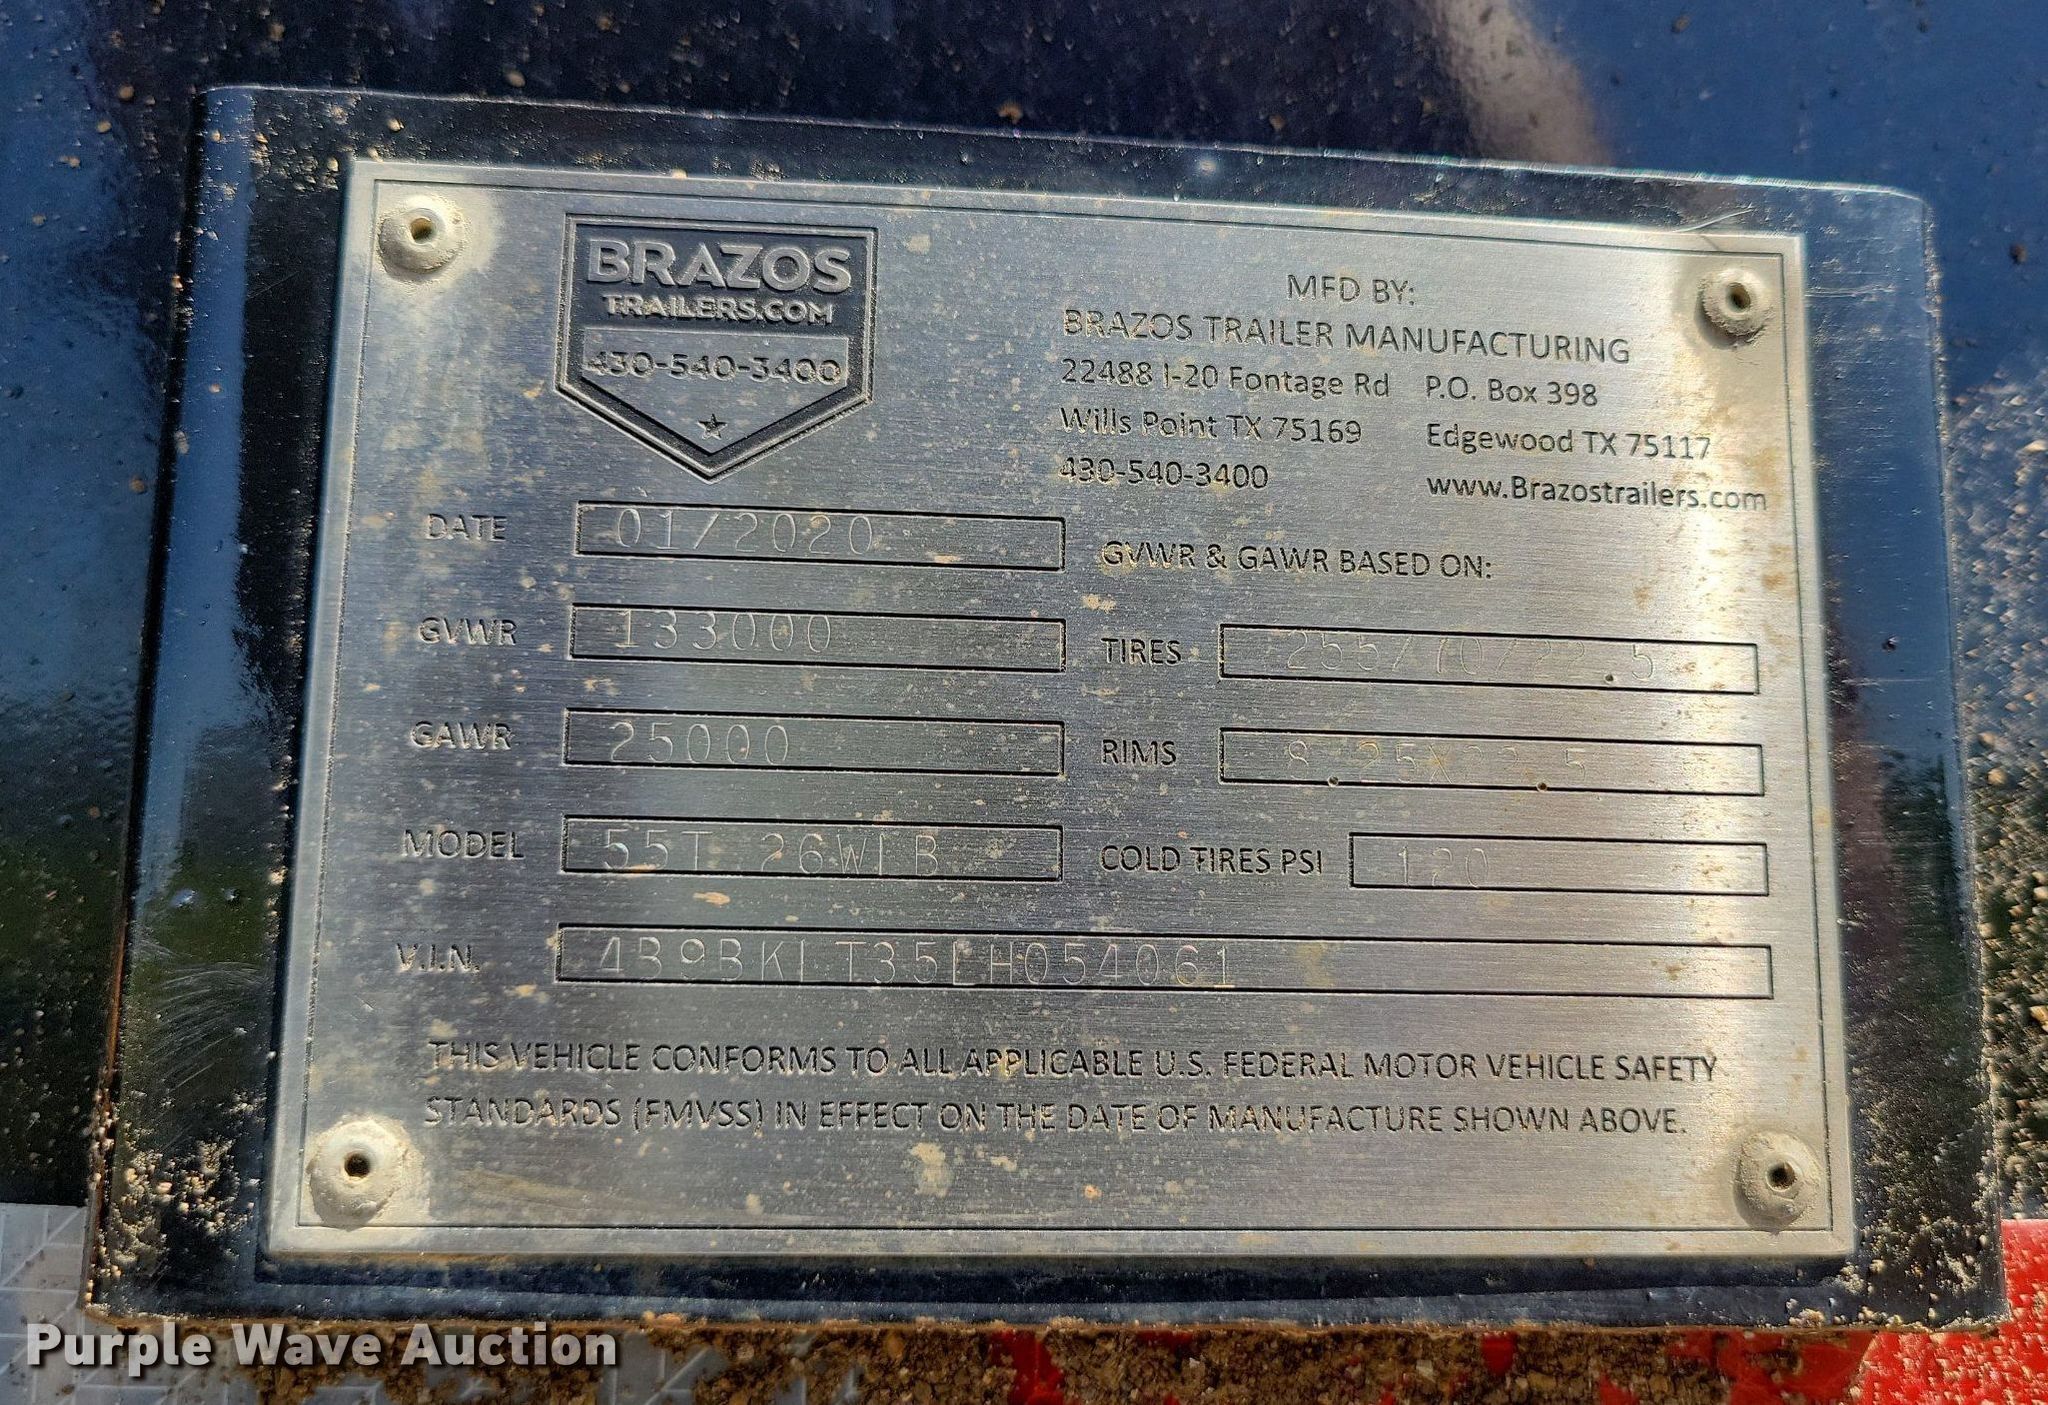 BRAZOS
TRAILERS.COM
430-540-3400
MFD BY:
BRAZOS TRAILER MANUFACTURING
22488 I-20 Fontage Rd P.O. Box 398
Wills Point TX 75169 Edgewood TX 75117
430-540-3400 www.Brazostrailers.com
DATE 01/2020
GVWR & GAWR BASED ON:
GVWR 133000
TIRES 255/70/22.5
GAWR 25000
RIMS 8.25X22.5
MODEL 55T 26WLB
COLD TIRES PSI 120
V.I.N. 4B9BKLT35LH054061
THIS VEHICLE CONFORMS TO ALL APPLICABLE U.S. FEDERAL MOTOR VEHICLE SAFETY
STANDARDS (FMVSS) IN EFFECT ON THE DATE OF MANUFACTURE SHOWN ABOVE.
Purple Wave Auction